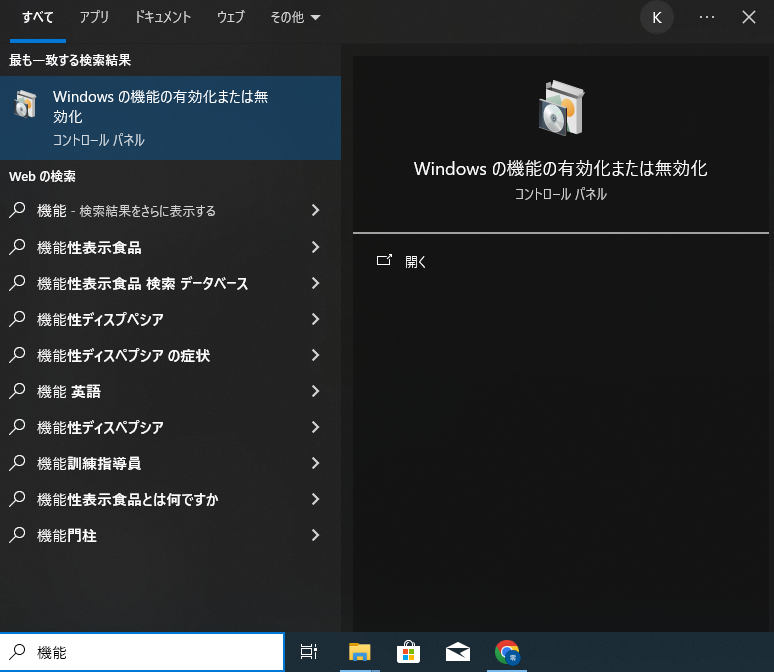 すべて アプリ ドキュメント ウェブ その他 K
最も一致する検索結果
Windows の機能の有効化または無
効化
コントロール パネル
Web の検索
機能 - 検索結果をさらに表示する
機能性表示食品
機能性表示食品 検索 データベース
機能性ディスプペシア
機能性ディスペプシア の症状
機能 英語
機能性ディスペプシア
機能訓練指導員
機能性表示食品とは何ですか
機能門柱
Windows の機能の有効化または無効化
コントロール パネル
開く
機能